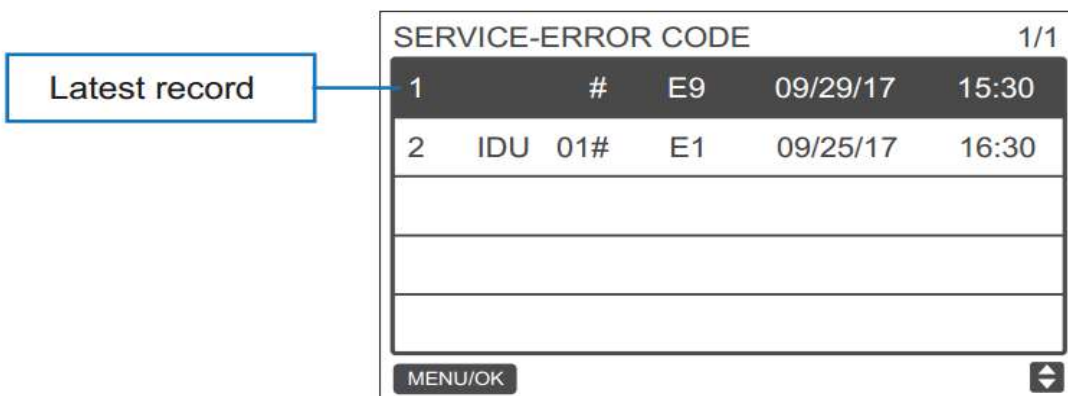 SERVICE-ERROR CODE 1/1
Latest record
1 # E9 09/29/17 15:30
2 IDU 01# E1 09/25/17 16:30
MENU/OK